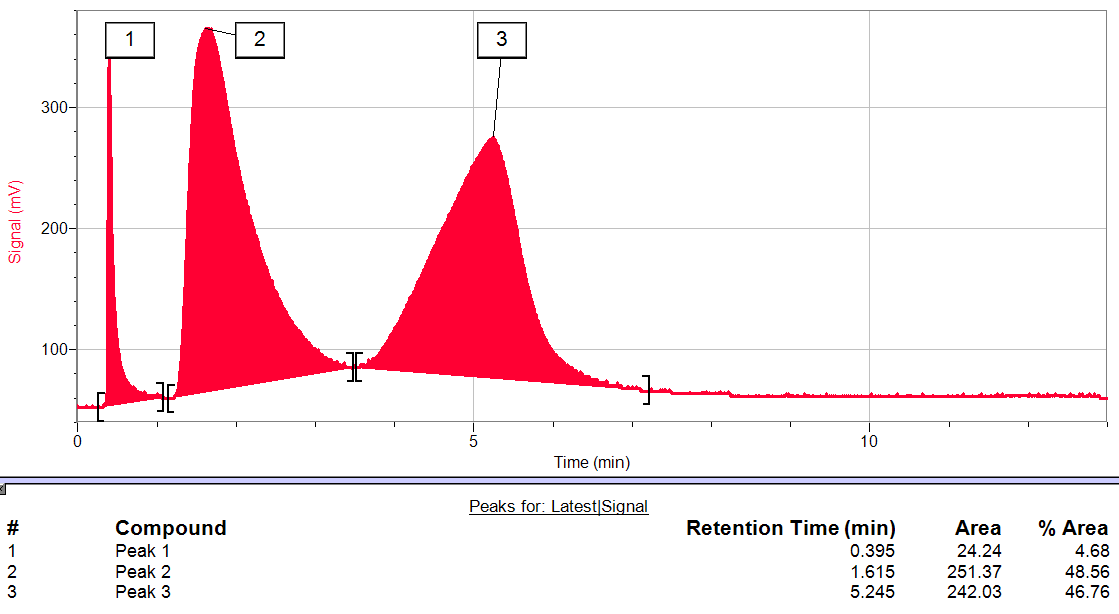 1
2
3
300
200
100
Signal (mV)
0
5
10
Time (min)
Peaks for: Latest|Signal
# Compound Retention Time (min) Area % Area
1 Peak 1 0.395 24.24 4.68
2 Peak 2 1.615 251.37 48.56
3 Peak 3 5.245 242.03 46.76